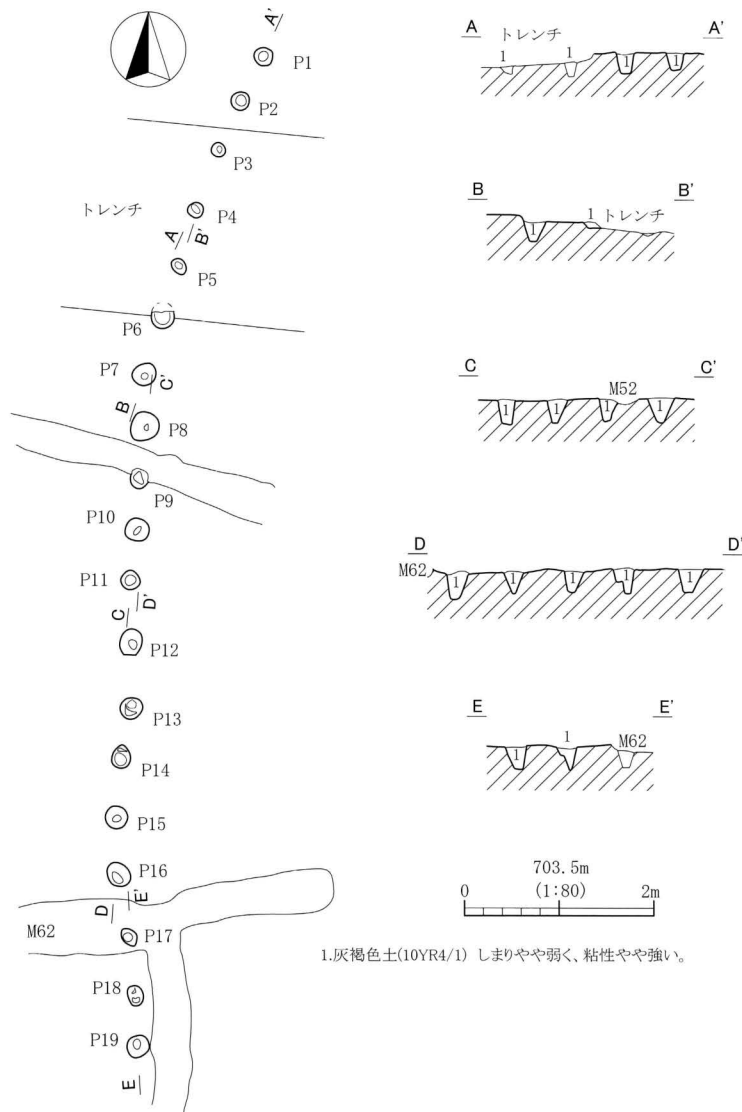 A'
P1
P2
P3
トレンチ
P4
A
B'
P5
P6
P7
C'
B
P8
P9
P10
P11
C
D'
P12
P13
P14
P15
P16
D
E'
M62
P17
P18
P19
E
A A'
トレンチ
1 1 1 1
B B'
1 トレンチ
1
C C'
M52
1 1 1 1
D D'
M62
1 1 1 1 1
E E'
1 M62
1
703.5m
0 (1:80) 2m
1.灰褐色土(10YR4/1) しまりやや弱く、粘性やや強い。